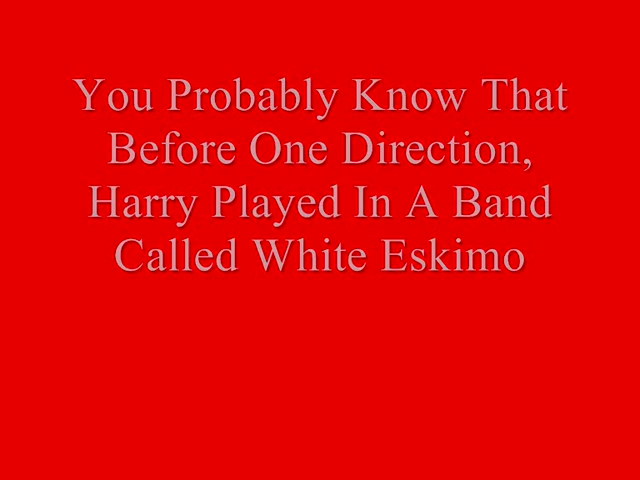 You Probably Know That
Before One Direction,
Harry Played In A Band
Called White Eskimo